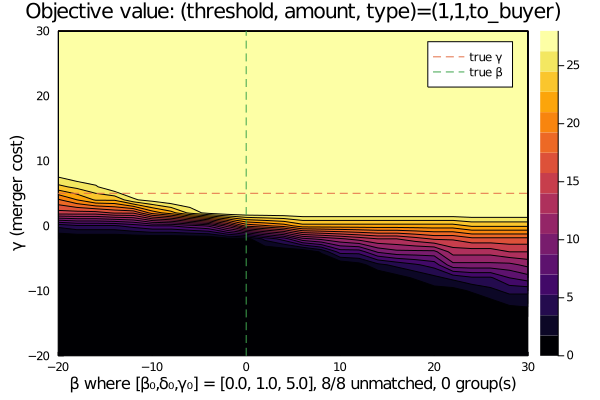 Objective value: (threshold, amount, type)=(1,1,to_buyer)
30
20
10
0
−10
−20
γ (merger cost)
true γ
true β
25
20
15
10
5
0
−20 −10 0 10 20 30
β where [β₀,δ₀,γ₀] = [0.0, 1.0, 5.0], 8/8 unmatched, 0 group(s)